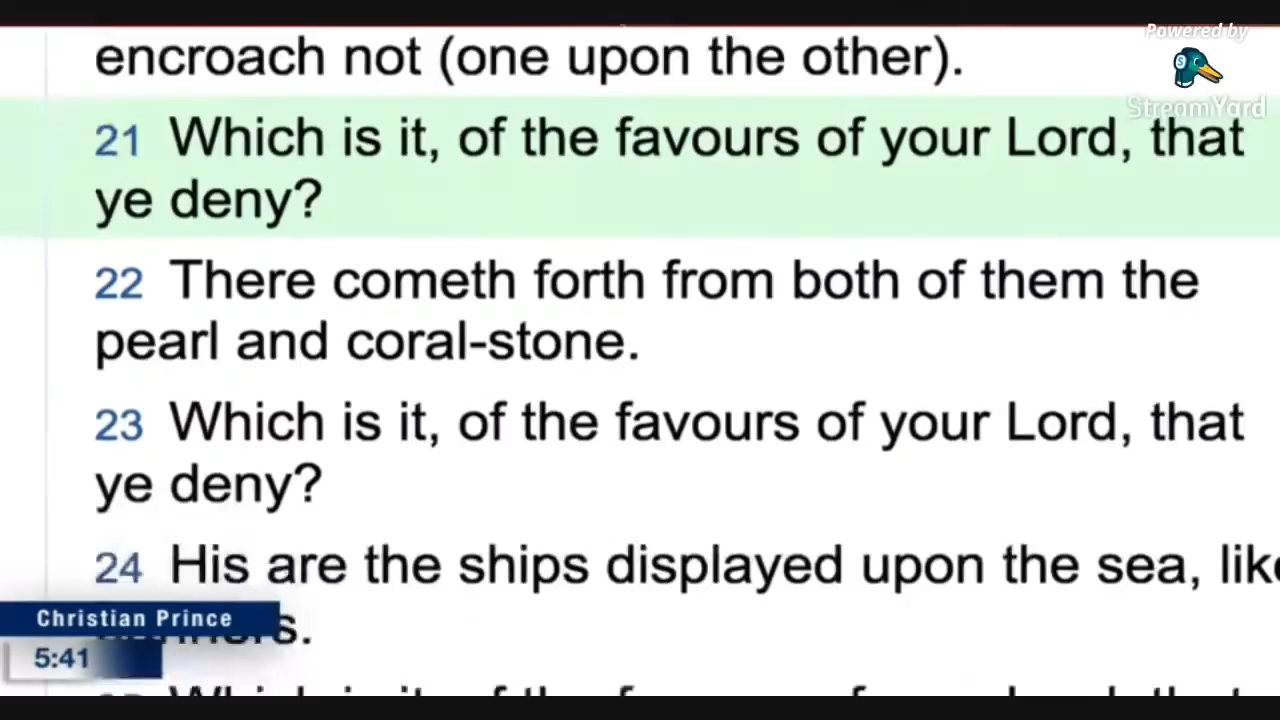 encroach not (one upon the other).
Powered by
StreamYard
21 Which is it, of the favours of your Lord, that
ye deny?
22 There cometh forth from both of them the
pearl and coral-stone.
23 Which is it, of the favours of your Lord, that
ye deny?
24 His are the ships displayed upon the sea, like
Christian Prince
5:41